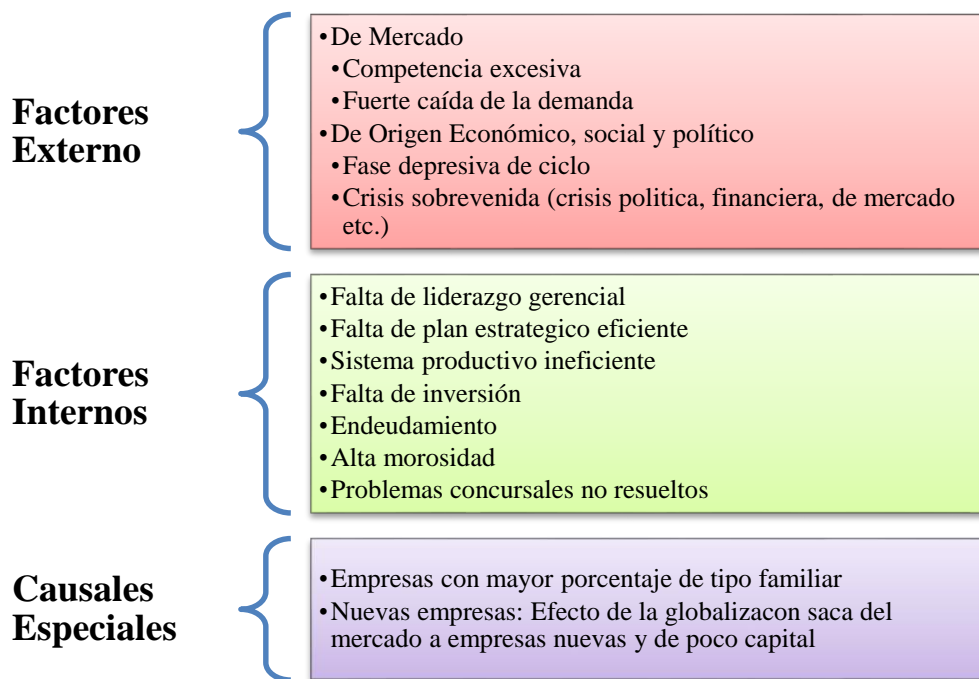 Factores
Externo
•De Mercado
•Competencia excesiva
•Fuerte caída de la demanda
•De Origen Económico, social y político
•Fase depresiva de ciclo
•Crisis sobrevenida (crisis politica, financiera, de mercado
etc.)
Factores
Internos
•Falta de liderazgo gerencial
•Falta de plan estrategico eficiente
•Sistema productivo ineficiente
•Falta de inversión
•Endeudamiento
•Alta morosidad
•Problemas concursales no resueltos
Causales
Especiales
•Empresas con mayor porcentaje de tipo familiar
•Nuevas empresas: Efecto de la globalizacon saca del
mercado a empresas nuevas y de poco capital